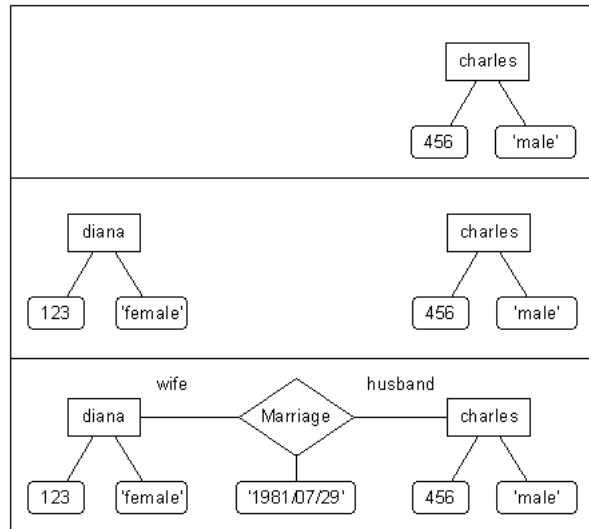 charles
456 'male'
diana charles
123 'female' 456 'male'
wife husband
diana Marriage charles
123 'female' '1981/07/29' 456 'male'